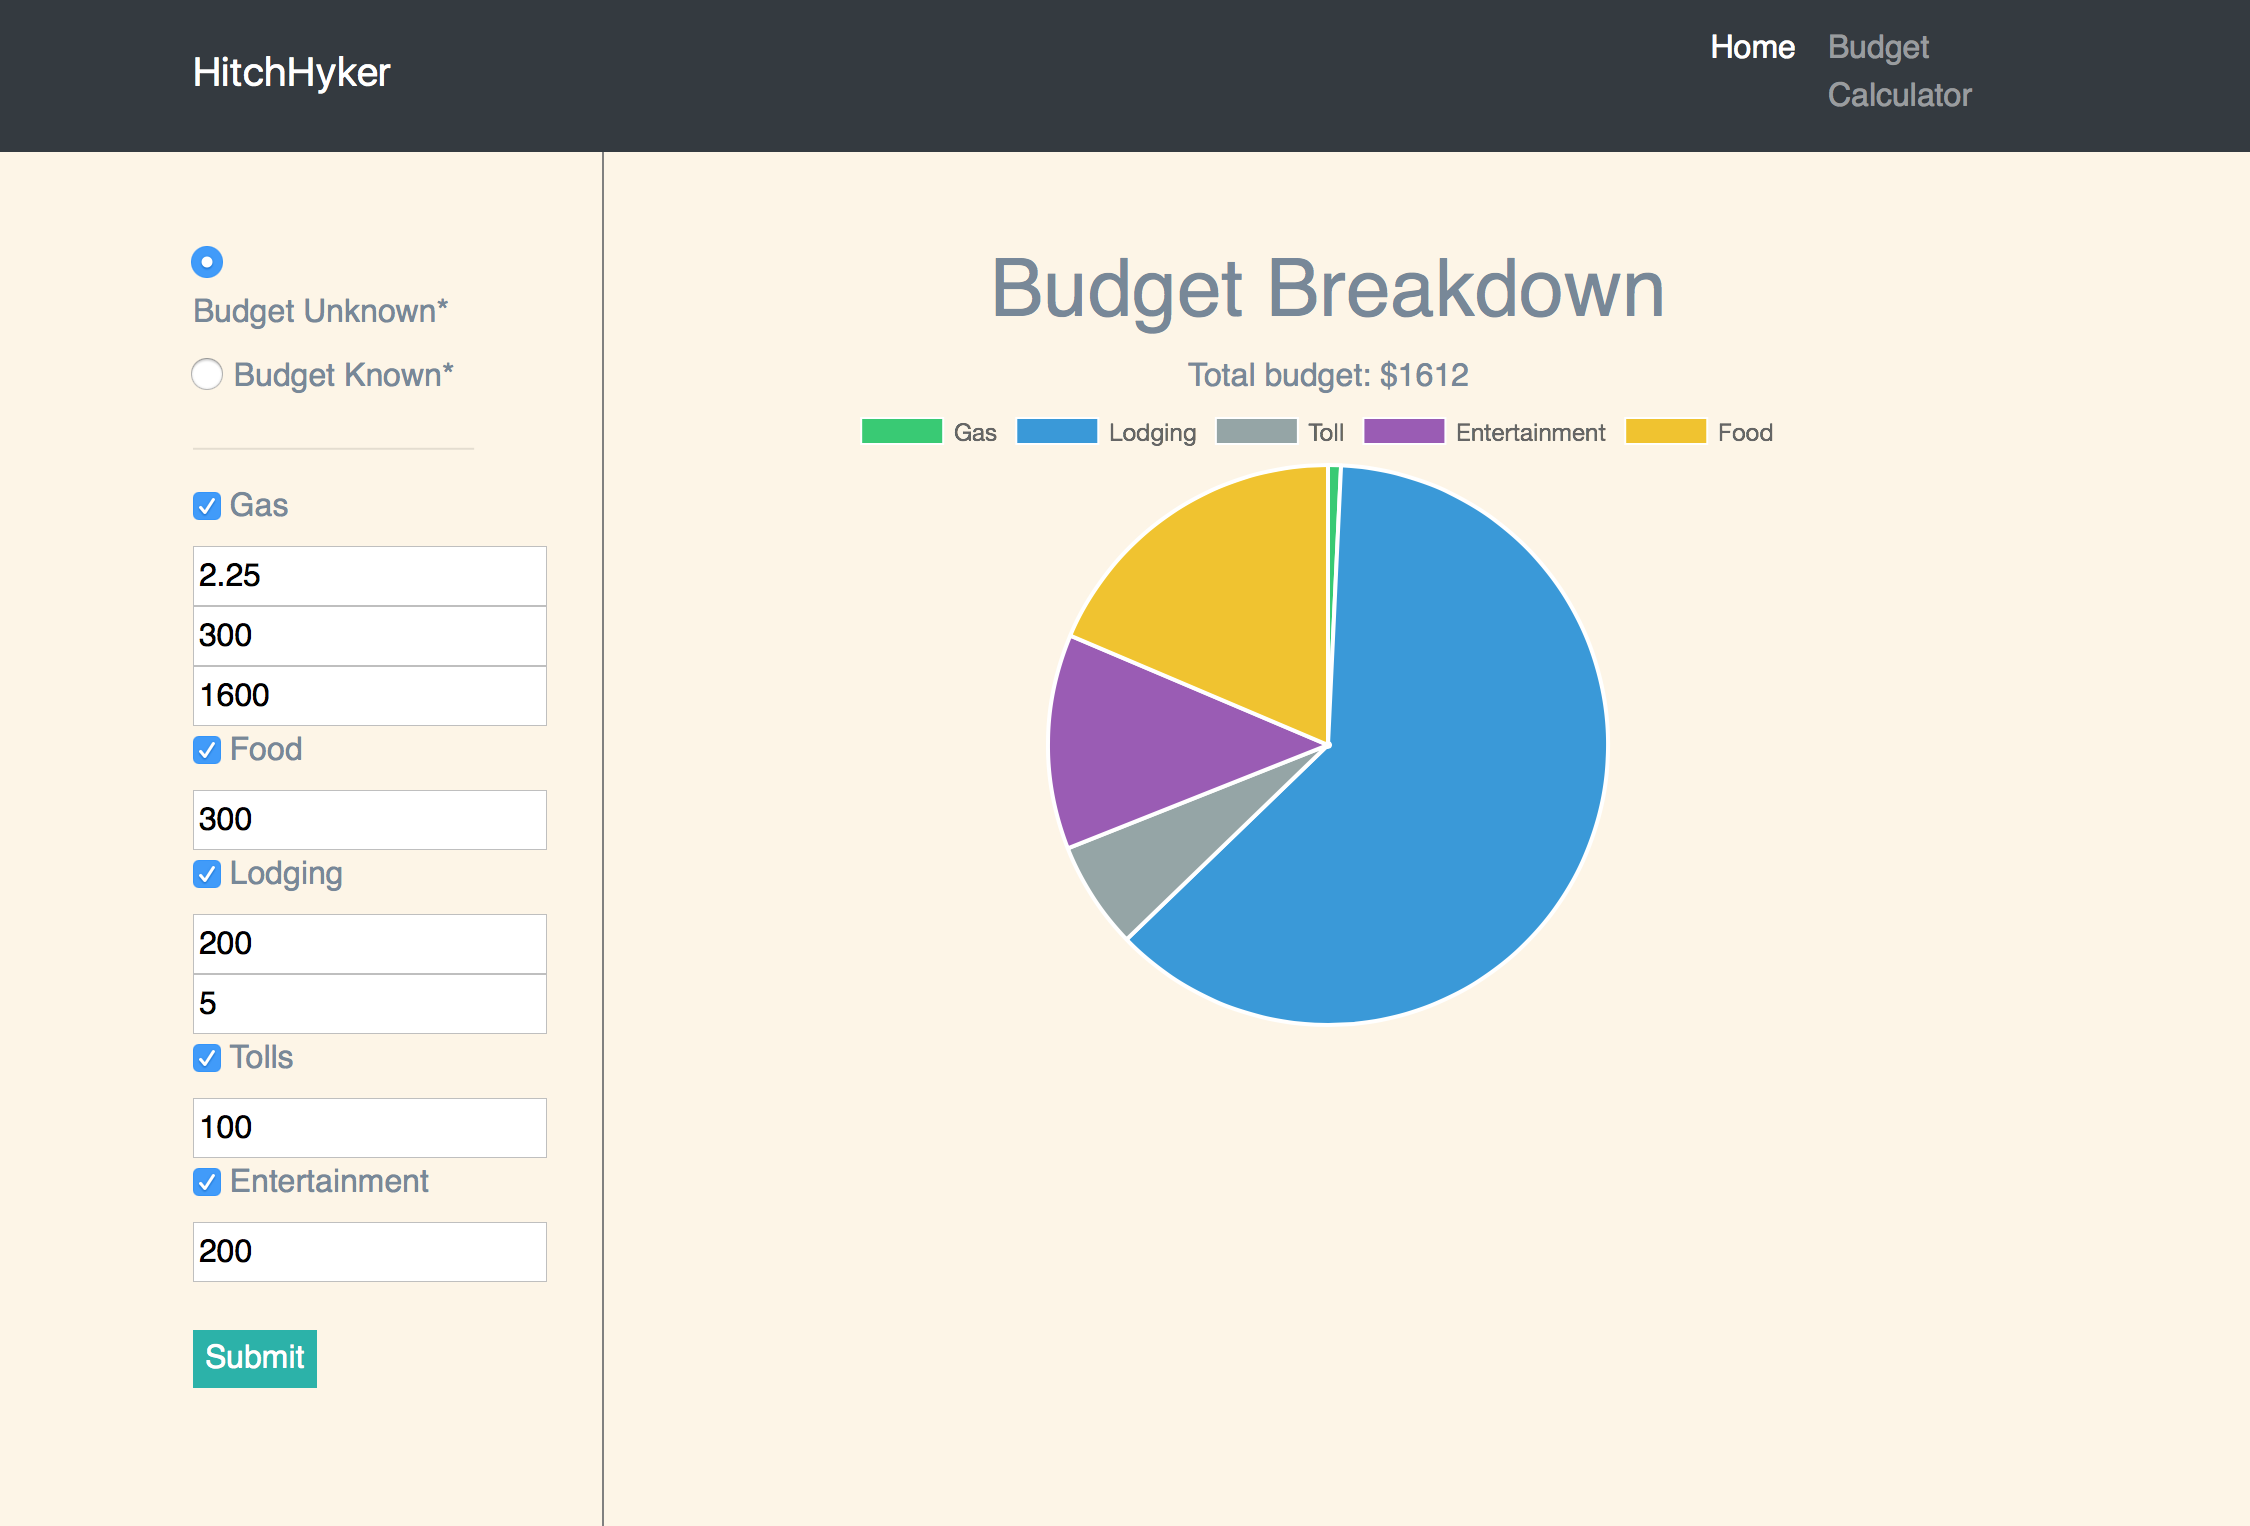 HitchHyker
Home
Budget
Calculator
Budget Unknown*
Budget Known*
Gas
2.25
300
1600
Food
300
Lodging
200
5
Tolls
100
Entertainment
200
Submit
Budget Breakdown
Total budget: $1612
Gas Lodging Toll Entertainment Food